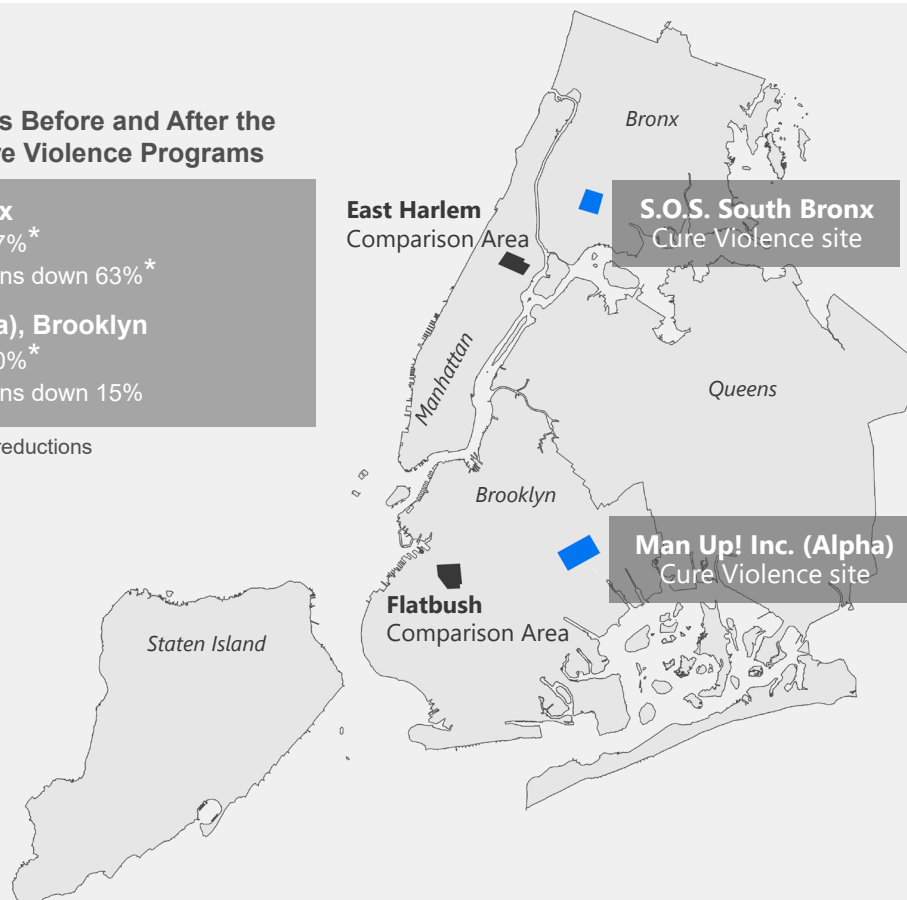 s Before and After the
e Violence Programs
x
7%*
ns down 63%*
a), Brooklyn
0%*
ns down 15%
reductions
Bronx
East Harlem
Comparison Area
S.O.S. South Bronx
Cure Violence site
Manhattan
Queens
Brooklyn
Man Up! Inc. (Alpha)
Cure Violence site
Flatbush
Comparison Area
Staten Island